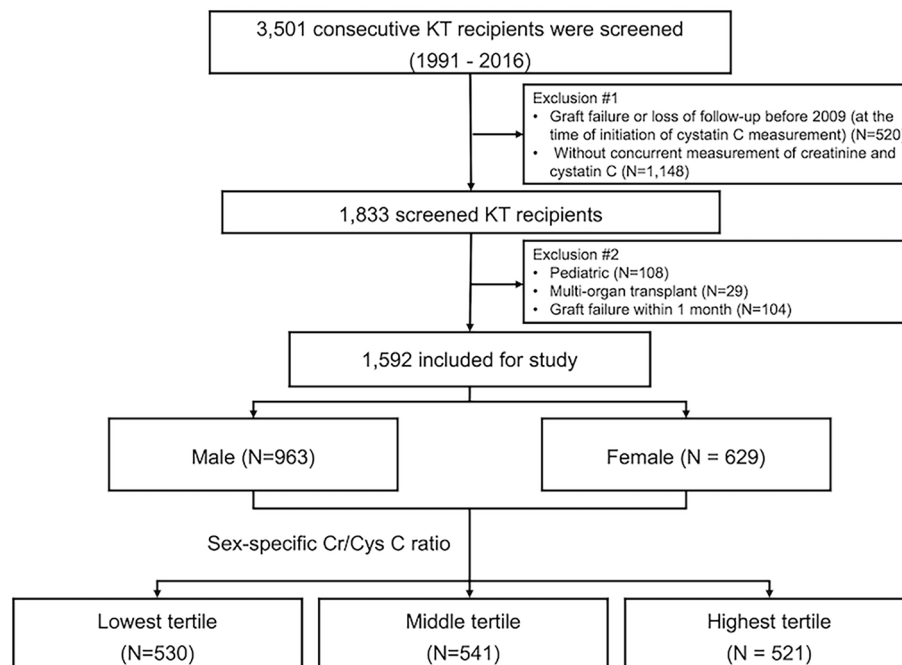 3,501 consecutive KT recipients were screened
(1991 - 2016)
Exclusion #1
• Graft failure or loss of follow-up before 2009 (at the
time of initiation of cystatin C measurement) (N=520)
• Without concurrent measurement of creatinine and
cystatin C (N=1,148)
1,833 screened KT recipients
Exclusion #2
• Pediatric (N=108)
• Multi-organ transplant (N=29)
• Graft failure within 1 month (N=104)
1,592 included for study
Male (N=963)
Female (N = 629)
Sex-specific Cr/Cys C ratio
Lowest tertile
(N=530)
Middle tertile
(N=541)
Highest tertile
(N = 521)